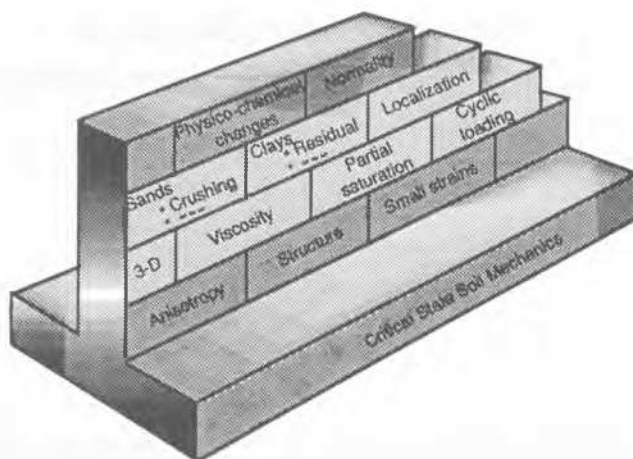 Physico-chemical
changes
Normality
Sands
• Crushing
• ---
Clays
• Residual
• ---
Localization
3-D
Viscosity
Partial
saturation
Cyclic
loading
Anisotropy
Structure
Small strains
Critical State Soil Mechanics